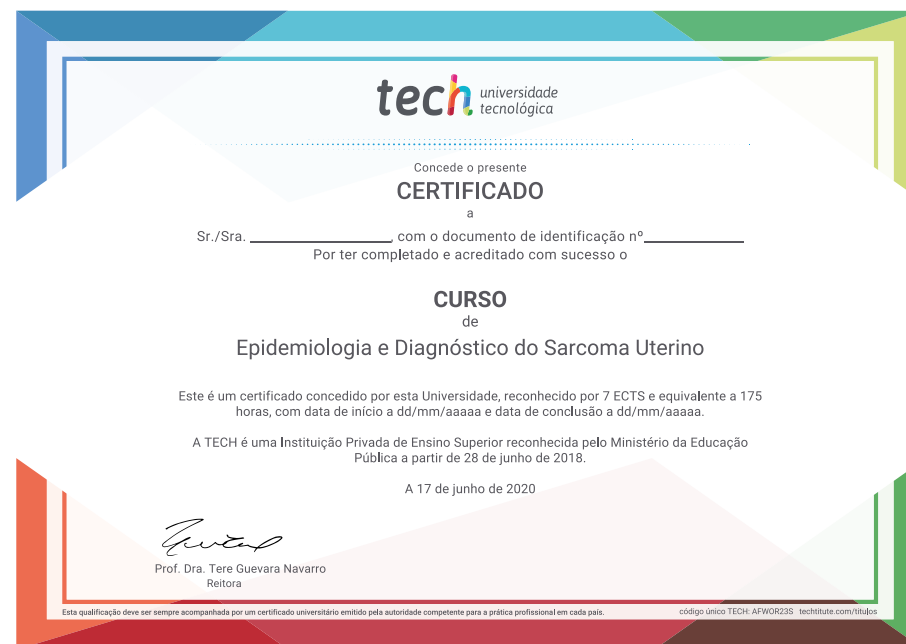 tech universidade
tecnológica
Concede o presente
CERTIFICADO
a
Sr./Sra. ________________, com o documento de identificação nº____________
Por ter completado e acreditado com sucesso o
CURSO
de
Epidemiologia e Diagnóstico do Sarcoma Uterino
Este é um certificado concedido por esta Universidade, reconhecido por 7 ECTS e equivalente a 175
horas, com data de início a dd/mm/aaaaa e data de conclusão a dd/mm/aaaaa.
A TECH é uma Instituição Privada de Ensino Superior reconhecida pelo Ministério da Educação
Pública a partir de 28 de junho de 2018.
A 17 de junho de 2020
Prof. Dra. Tere Guevara Navarro
Reitora
Esta qualificação deve ser sempre acompanhada por um certificado universitário emitido pela autoridade competente para a prática profissional em cada país. código único TECH: AFWOR23S techtitute.com/titulos